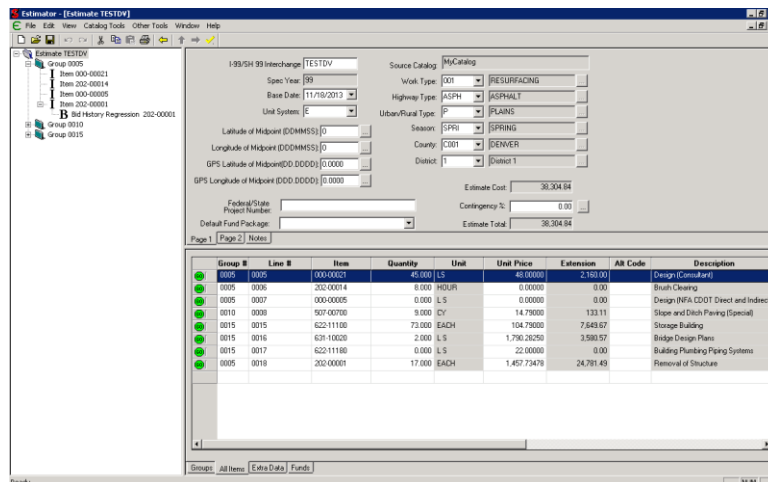 Estimator - [Estimate TESTDV]
File Edit View Catalog Tools Other Tools Window Help
Estimate TESTDV
Group 0005
Item 000-00021
Item 202-00014
Item 000-00005
Item 202-00001
Bid History Regression 202-00001
Group 0010
Group 0015
I-99/SH 99 Interchange: TESTDV
Spec Year: 99
Base Date: 11/18/2013
Unit System: E
Latitude of Midpoint (DDMMSS): 0
Longitude of Midpoint (DDDMMSS): 0
GPS Latitude of Midpoint(DD.DDDD): 0.0000
GPS Longitude of Midpoint (DDD.DDDD): 0.0000
Federal/State Project Number:
Default Fund Package:
Source Catalog: MyCatalog
Work Type: 001 RESURFACING
Highway Type: ASPH ASPHALT
Urban/Rural Type: P PLAINS
Season: SPRI SPRING
County: C001 DENVER
District: 1 District 1
Estimate Cost: 38,304.84
Contingency %: 0.00
Estimate Total: 38,304.84
Page 1 Page 2 Notes
Group # Line # Item Quantity Unit Unit Price Extension Alt Code Description
0005 0005 000-00021 45.000 LS 48.00000 2,160.00 Design (Consultant)
0005 0006 202-00014 8.000 HOUR 0.00000 0.00 Brush Clearing
0005 0007 000-00005 0.000 L S 0.00000 0.00 Design (NFA CDOT Direct and Indirec
0010 0008 507-00700 9.000 CY 14.79000 133.11 Slope and Ditch Paving (Special)
0015 0015 622-11100 73.000 EACH 104.79000 7,649.67 Storage Building
0015 0016 631-10020 2.000 L S 1,790.28250 3,580.57 Bridge Design Plans
0015 0017 622-11180 0.000 L S 22.00000 0.00 Building Plumbing Piping Systems
0005 0018 202-00001 17.000 EACH 1,457.73478 24,781.49 Removal of Structure
Groups All Items Extra Data Funds